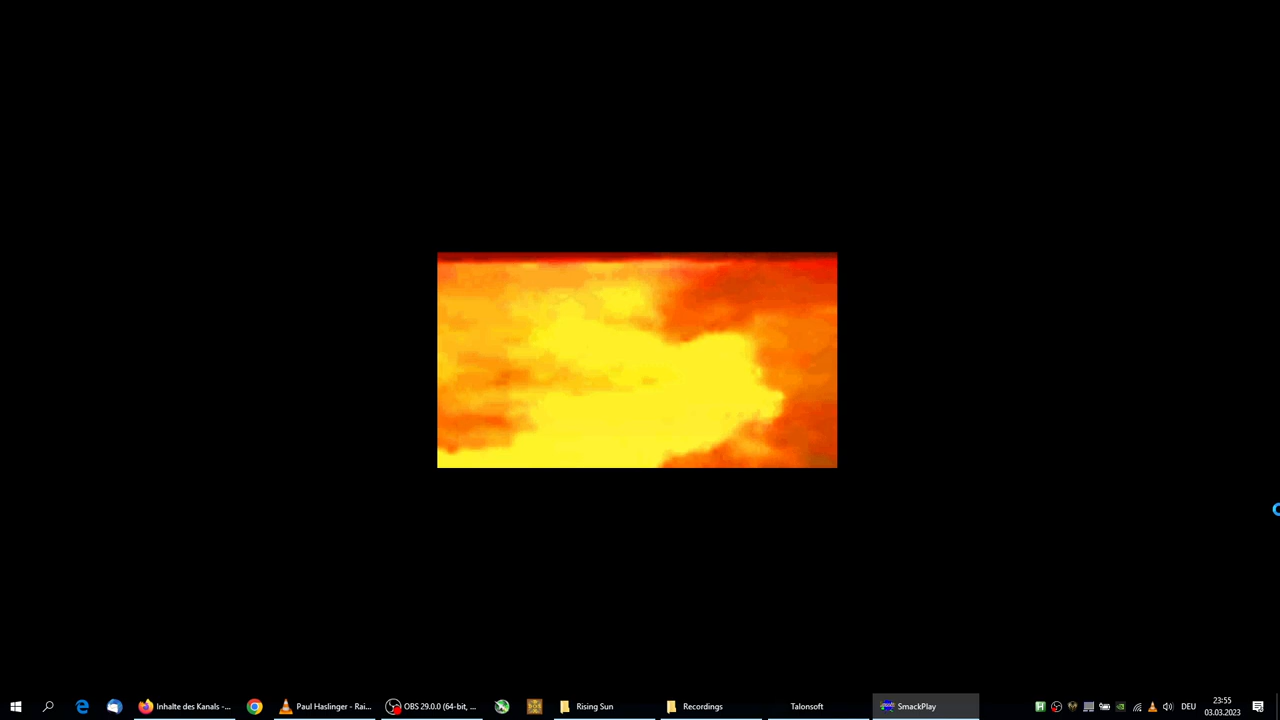 Inhalte des Kanals -...
Paul Haslinger - Rai...
OBS 29.0.0 (64-bit, ...
Rising Sun
Recordings
Talonsoft
SmackPlay
DEU
23:55
03.03.2023